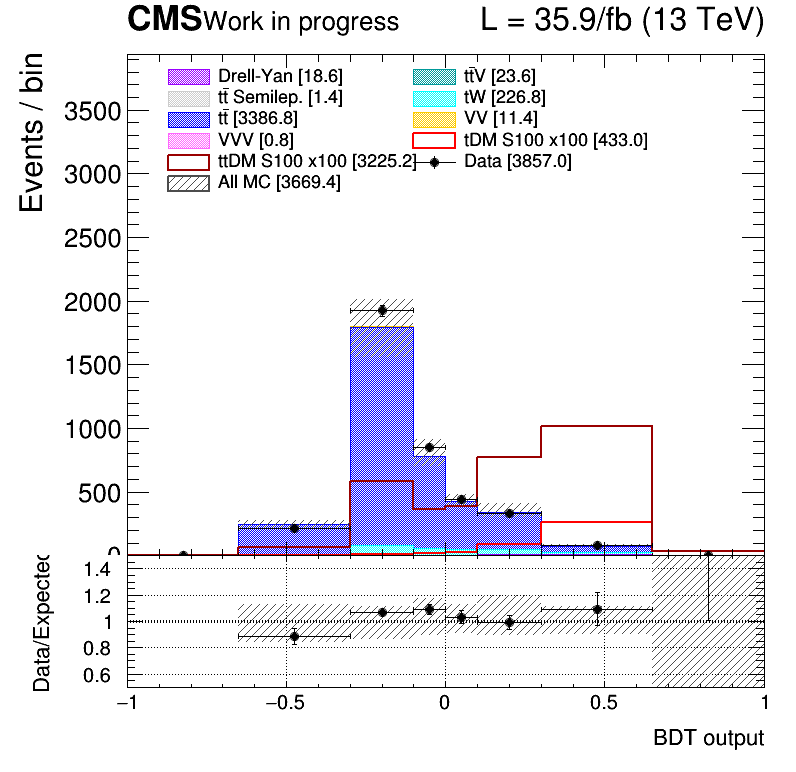 CMS Work in progress L = 35.9/fb (13 TeV)
Events / bin
Drell-Yan [18.6] tt̄V [23.6]
tt̄ Semilep. [1.4] tW [226.8]
tt̄ [3386.8] VV [11.4]
VVV [0.8] tDM S100 x100 [433.0]
ttDM S100 x100 [3225.2] Data [3857.0]
All MC [3669.4]
3500
3000
2500
2000
1500
1000
500
0
Data/Expected
1.4
1.2
1
0.8
0.6
−1 −0.5 0 0.5 1
BDT output